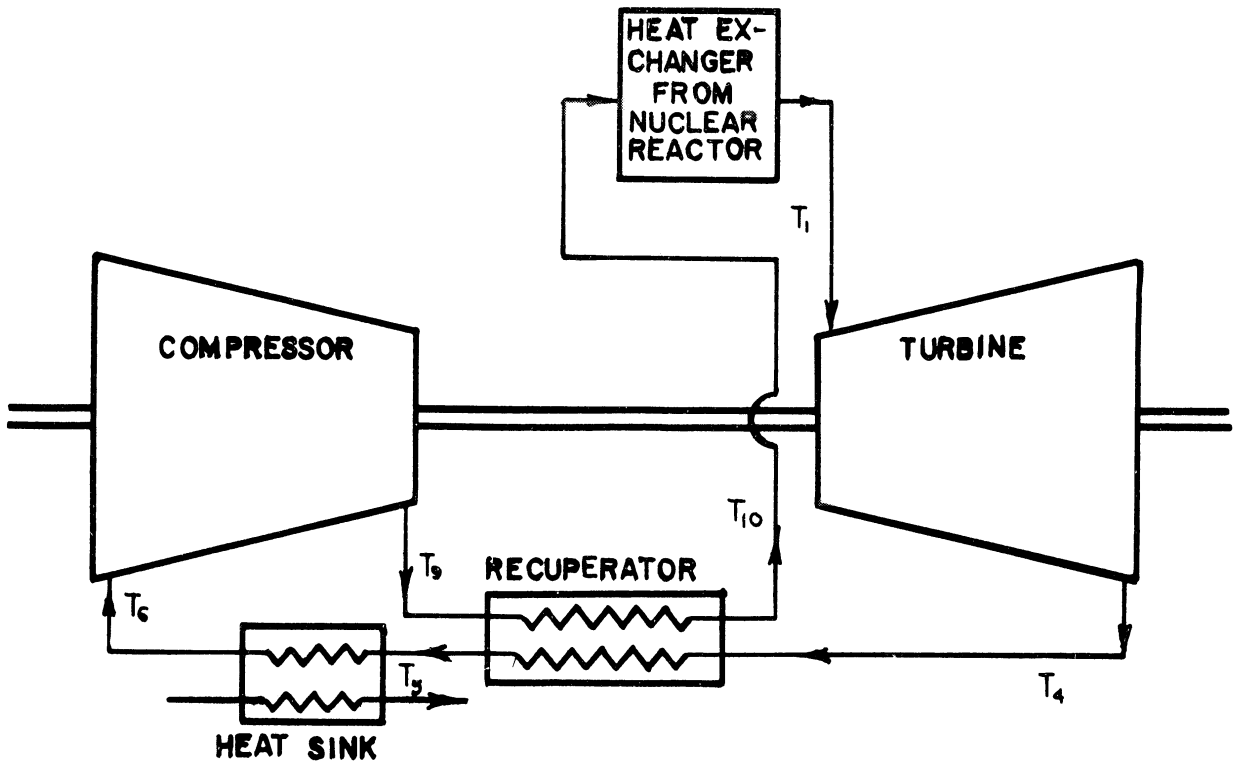 HEAT EX-
CHANGER
FROM
NUCLEAR
REACTOR
T₁
COMPRESSOR
TURBINE
T₁₀
T₉
RECUPERATOR
T₆
T₅
T₄
HEAT SINK